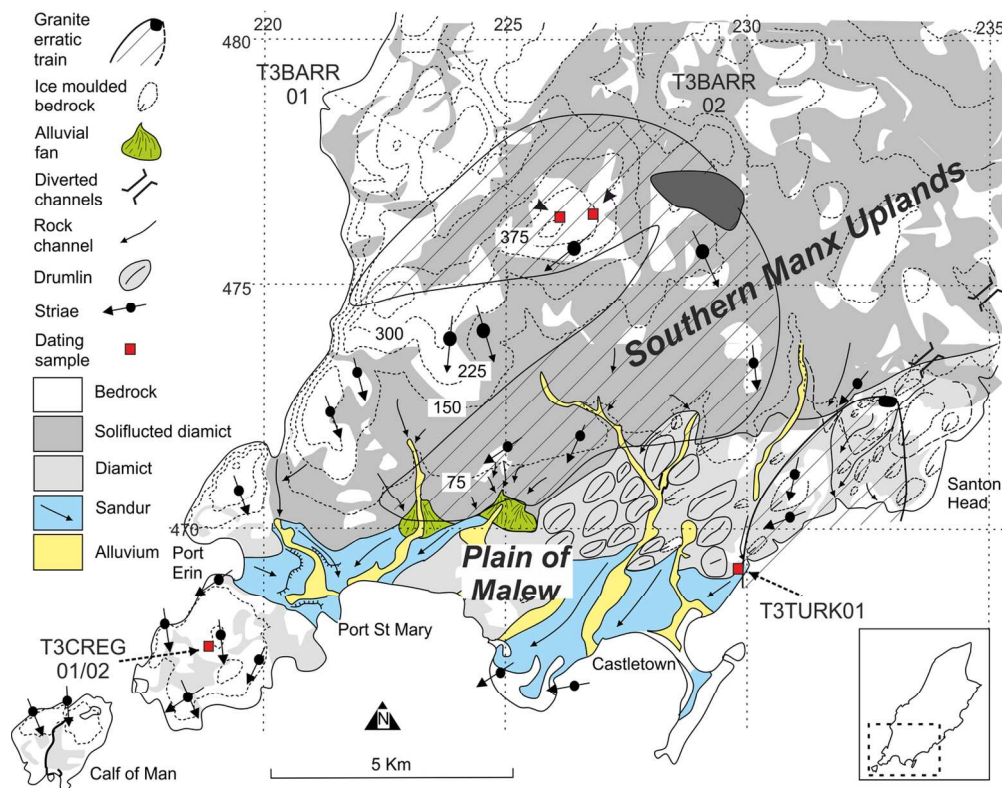 Granite
erratic
train
Ice moulded
bedrock
Alluvial
fan
Diverted
channels
Rock
channel
Drumlin
Striae
Dating
sample
Bedrock
Soliflucted diamict
Diamict
Sandur
Alluvium
220
225
230
235
480
475
470
T3BARR
01
T3BARR
02
375
300
225
150
75
Southern Manx Uplands
Santon
Head
Port
Erin
Plain of
Malew
Port St Mary
T3TURK01
T3CREG
01/02
Castletown
Calf of Man
N
5 Km